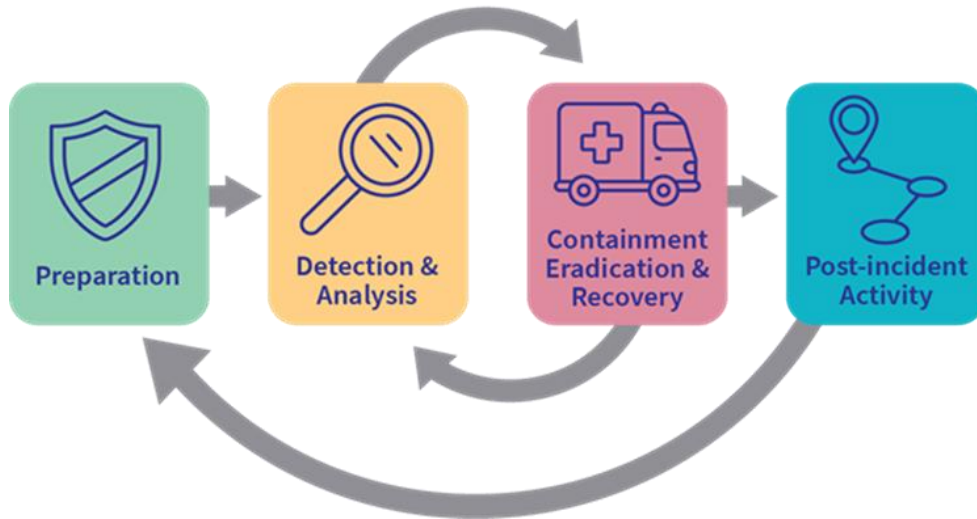 Preparation
Detection &
Analysis
Containment
Eradication &
Recovery
Post-incident
Activity